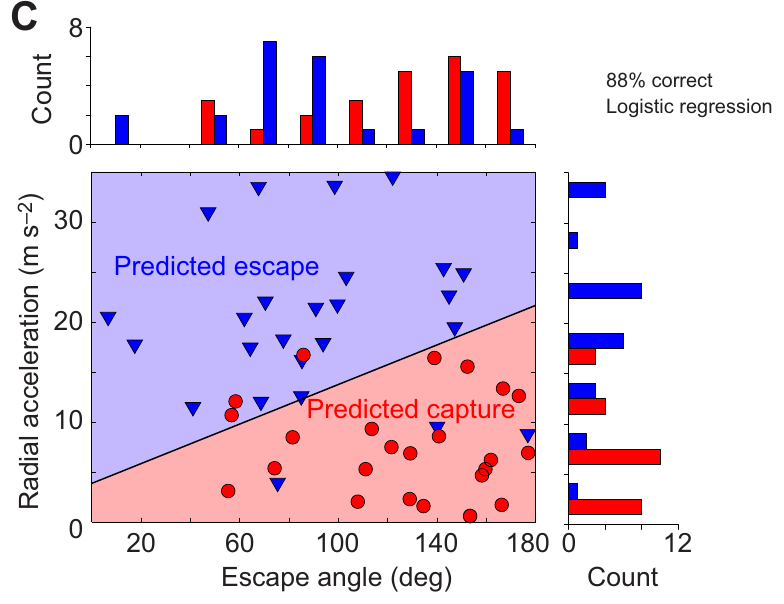 C
8
Count
0
88% correct
Logistic regression
Radial acceleration (m s–2)
30
20
10
0
Predicted escape
Predicted capture
20 60 100 140 180
Escape angle (deg)
0 12
Count